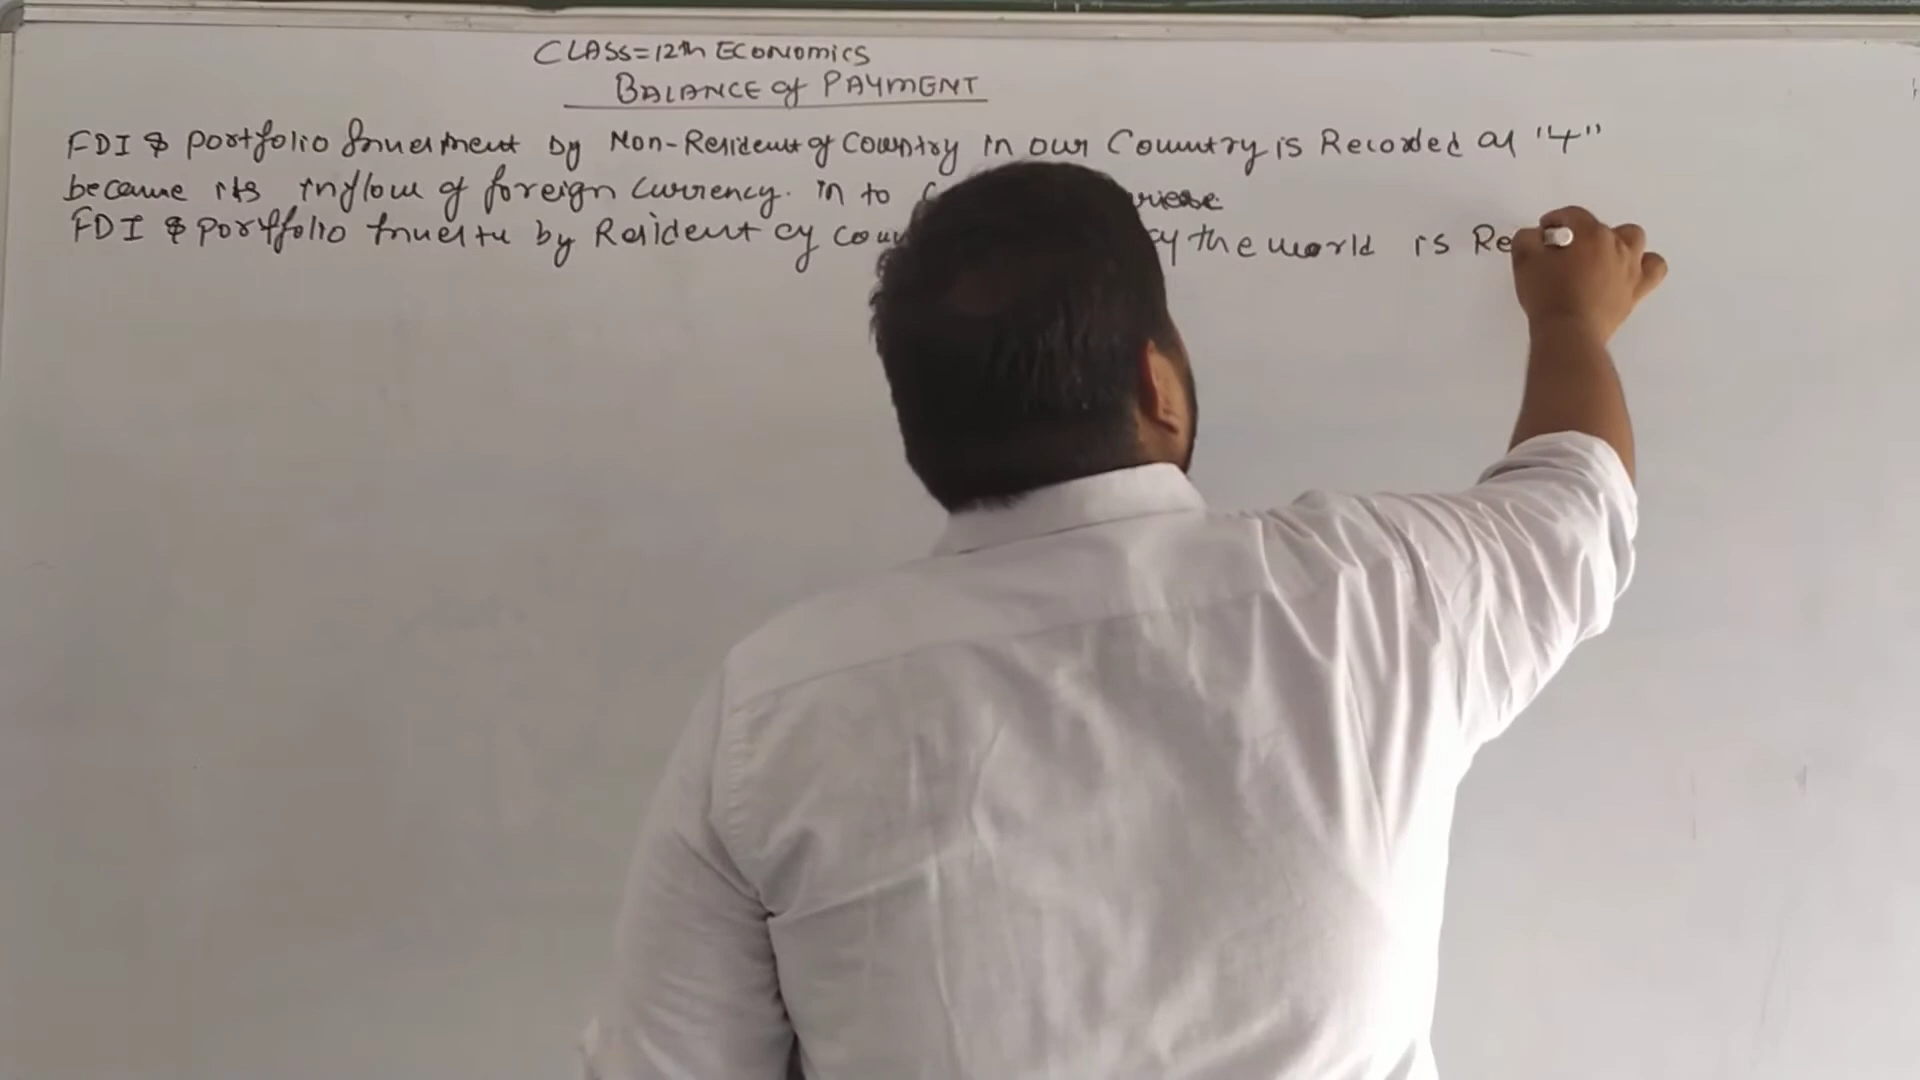 CLASS=12th ECONOMICS
BALANCE of PAYMENT
FDI & Portfolio Investment by Non-Resident of Country in our Country is Recorded as "+"
because its inflow of foreign currency. in to
FDI & portfolio by Resident of the world is Re